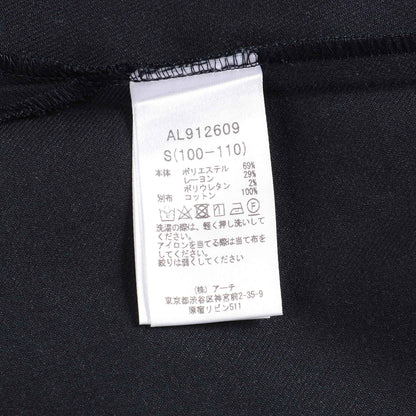 AL912609
S(100-110)
本体 ポリエステル 69%
レーヨン 29%
ポリウレタン 2%
別布 コットン 100%
洗濯の際は、軽く押し洗いして
ください。
アイロンを当てる際は当て布を
してください。
絞りは弱くしてください。
(株) アーチ
東京都渋谷区神宮前2-35-9
原宿リビン511